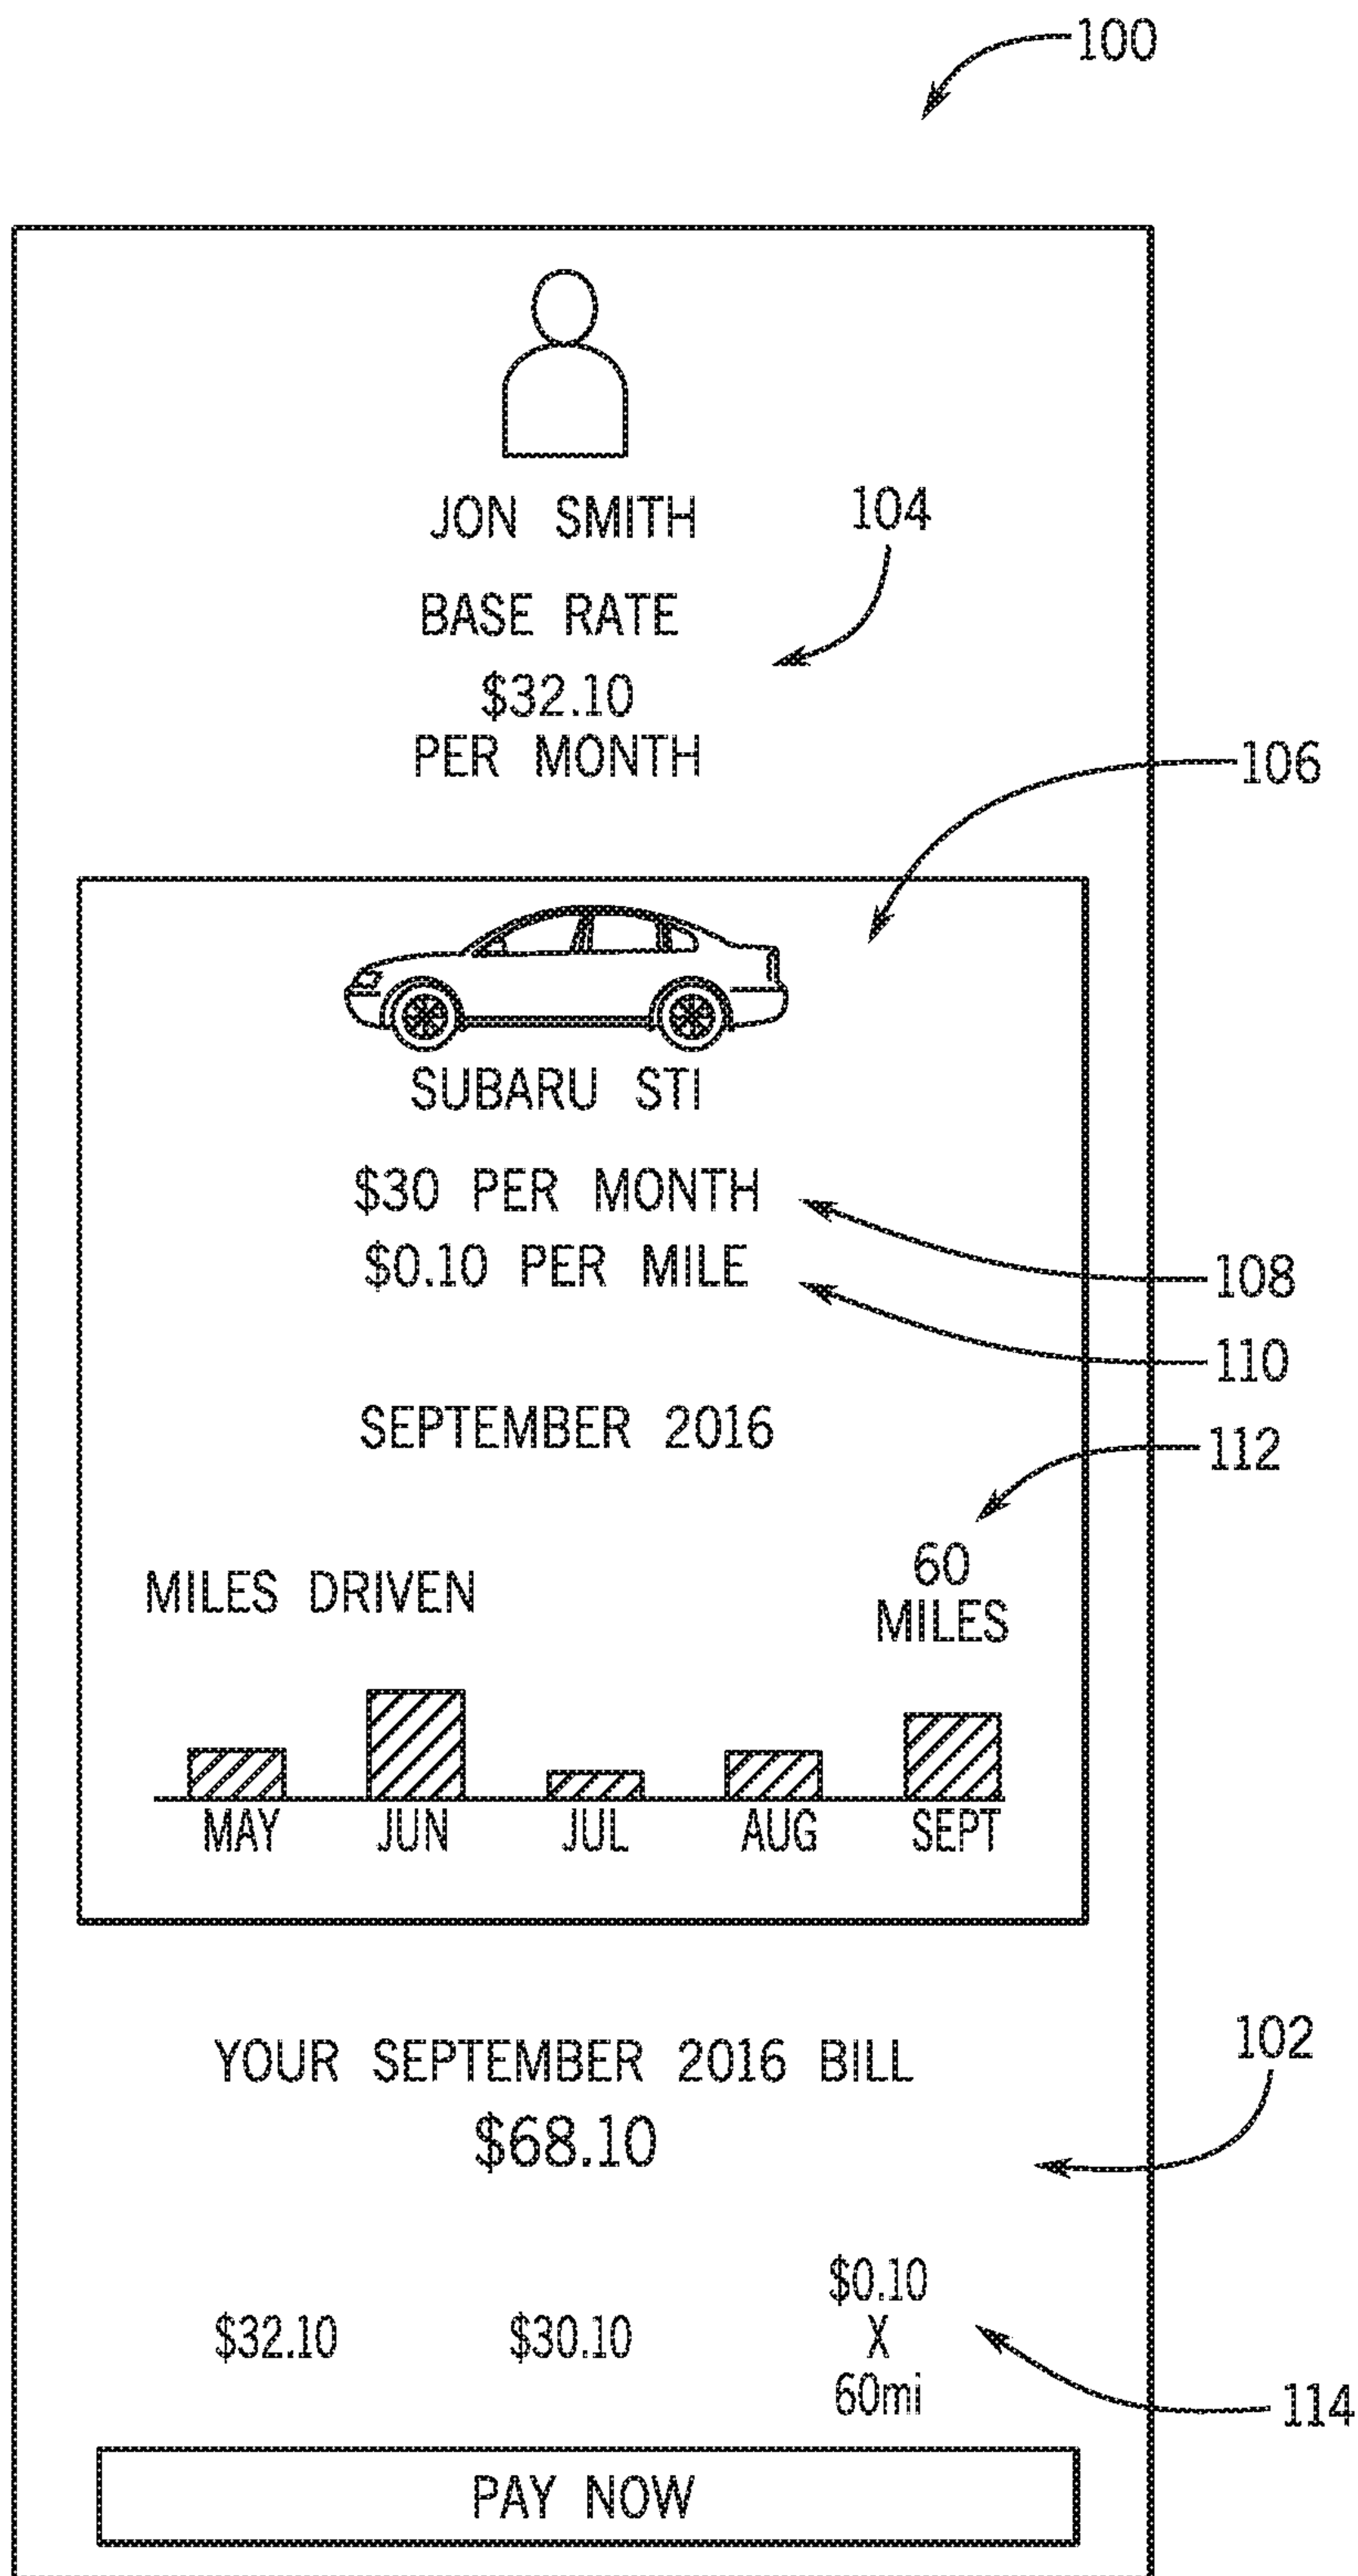 100
JON SMITH
104
BASE RATE
$32.10
PER MONTH
106
SUBARU STI
$30 PER MONTH
108
$0.10 PER MILE
110
SEPTEMBER 2016
112
60
MILES DRIVEN
MILES
MAY JUN JUL AUG SEPT
YOUR SEPTEMBER 2016 BILL
102
$68.10
$0.10
$32.10 $30.10 X
60mi
114
PAY NOW